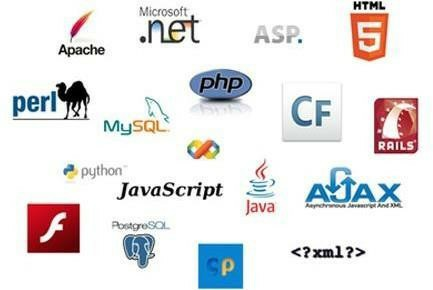 Apache
Microsoft
.net
ASP.
HTML
5
perl
MySQL
php
CF
RAILS
python
JavaScript
Java
AJAX
Asynchronous Javascript And XML
f
PostgreSQL
<?xml?>